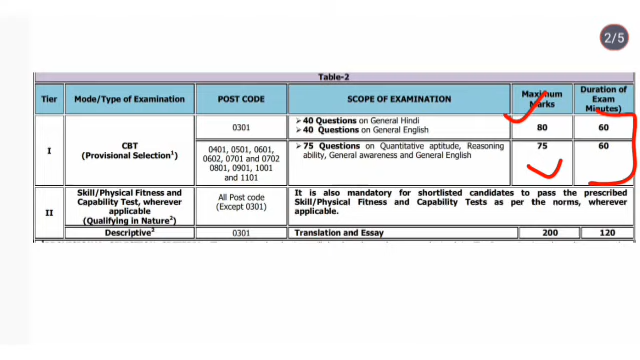 2/5
Table-2
Tier Mode/Type of Examination POST CODE SCOPE OF EXAMINATION Maximum Marks Duration of Exam Minutes)
I CBT (Provisional Selection¹) 0301 ➢ 40 Questions on General Hindi
➢ 40 Questions on General English 80 60
0401, 0501, 0601,
0602, 0701 and 0702
0801, 0901, 1001
and 1101
➢ 75 Questions on Quantitative aptitude, Reasoning
ability, General awareness and General English 75 60
II Skill/Physical Fitness and
Capability Test, wherever
applicable
(Qualifying in Nature²)
All Post code
(Except 0301)
It is also mandatory for shortlisted candidates to pass the prescribed
Skill/Physical Fitness and Capability Tests as per the norms, wherever
applicable.
Descriptive² 0301 Translation and Essay 200 120